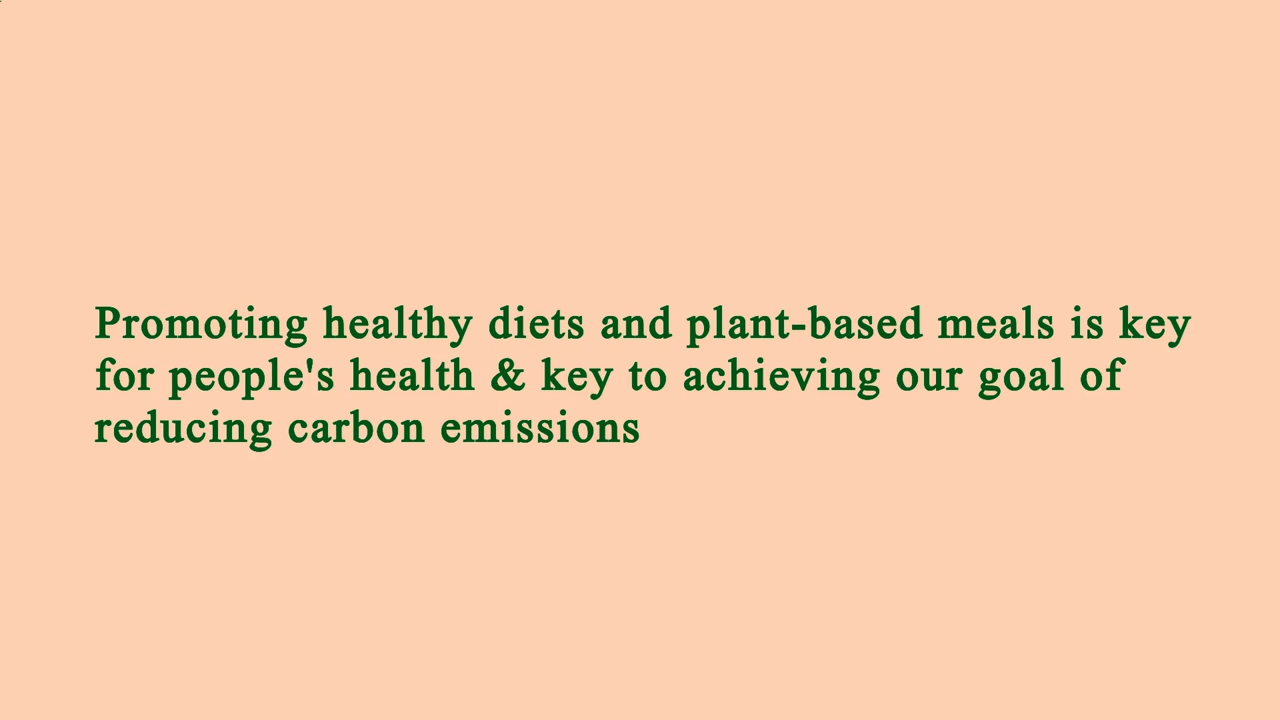 Promoting healthy diets and plant-based meals is key
for people's health & key to achieving our goal of
reducing carbon emissions